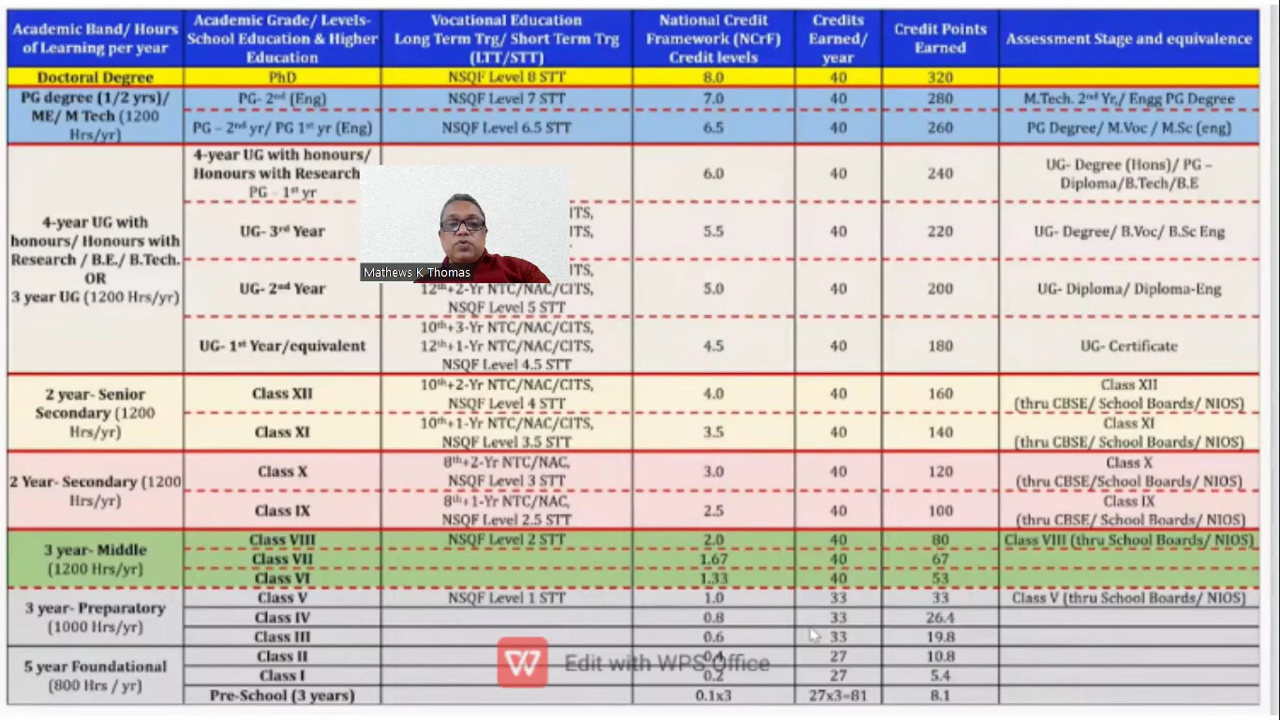 Academic Band/ Hours of Learning per year
Academic Grade/ Levels- School Education & Higher Education
Vocational Education Long Term Trg/ Short Term Trg (LTT/STT)
National Credit Framework (NCrF) Credit levels
Credits Earned/ year
Credit Points Earned
Assessment Stage and equivalence
Doctoral Degree PhD NSQF Level 8 STT 8.0 40 320
PG degree (1/2 yrs)/ ME/ M Tech (1200 Hrs/yr)
PG- 2nd (Eng) NSQF Level 7 STT 7.0 40 280 M.Tech. 2nd Yr,/ Engg PG Degree
PG – 2nd yr/ PG 1st yr (Eng) NSQF Level 6.5 STT 6.5 40 260 PG Degree/ M.Voc / M.Sc (eng)
4-year UG with honours/ Honours with Research / B.E./ B.Tech. OR 3 year UG (1200 Hrs/yr)
4-year UG with honours/ Honours with Research PG – 1st yr 6.0 40 240 UG- Degree (Hons)/ PG – Diploma/B.Tech/B.E
UG- 3rd Year 5.5 40 220 UG- Degree/ B.Voc/ B.Sc Eng
UG- 2nd Year 12th+2-Yr NTC/NAC/CITS, NSQF Level 5 STT 5.0 40 200 UG- Diploma/ Diploma-Eng
UG- 1st Year/equivalent 10th+3-Yr NTC/NAC/CITS, 12th+1-Yr NTC/NAC/CITS, NSQF Level 4.5 STT 4.5 40 180 UG- Certificate
Mathews K Thomas
2 year- Senior Secondary (1200 Hrs/yr)
Class XII 10th+2-Yr NTC/NAC/CITS, NSQF Level 4 STT 4.0 40 160 Class XII (thru CBSE/ School Boards/ NIOS)
Class XI 10th+1-Yr NTC/NAC/CITS, NSQF Level 3.5 STT 3.5 40 140 Class XI (thru CBSE/ School Boards/ NIOS)
2 Year- Secondary (1200 Hrs/yr)
Class X 8th+2-Yr NTC/NAC, NSQF Level 3 STT 3.0 40 120 Class X (thru CBSE/School Boards/ NIOS)
Class IX 8th+1-Yr NTC/NAC, NSQF Level 2.5 STT 2.5 40 100 Class IX (thru CBSE/ School Boards/ NIOS)
3 year- Middle (1200 Hrs/yr)
Class VIII NSQF Level 2 STT 2.0 40 80 Class VIII (thru School Boards/ NIOS)
Class VII 1.67 40 67
Class VI 1.33 40 53
3 year- Preparatory (1000 Hrs/yr)
Class V NSQF Level 1 STT 1.0 33 33 Class V (thru School Boards/ NIOS)
Class IV 0.8 33 26.4
Class III 0.6 33 19.8
5 year Foundational (800 Hrs / yr)
Class II 0.4 27 10.8
Class I 0.2 27 5.4
Pre-School (3 years) 0.1x3 27x3=81 8.1
Edit with WPS Office